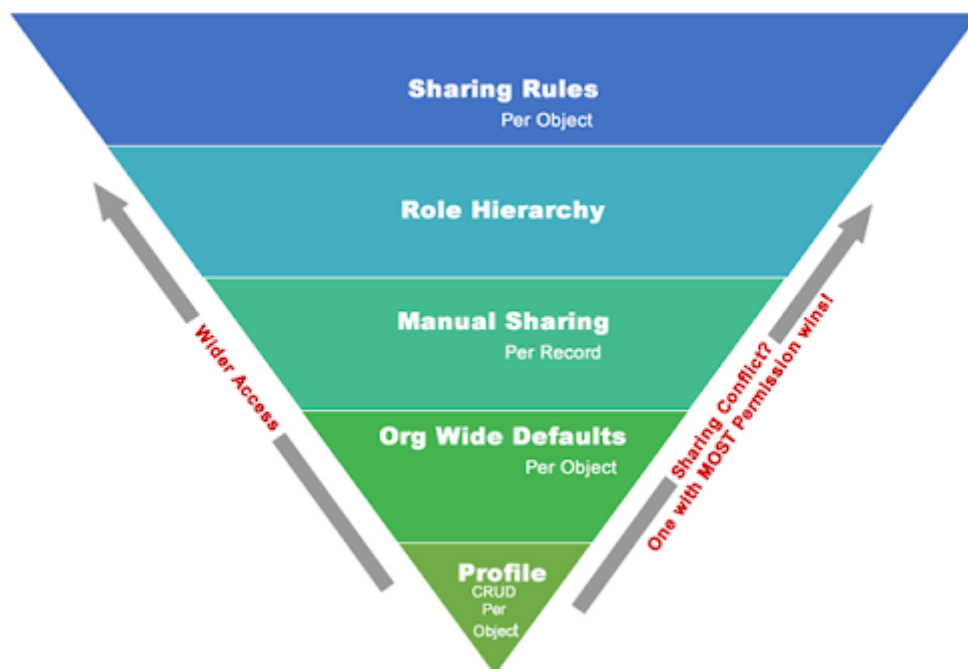 Sharing Rules
Per Object
Role Hierarchy
Manual Sharing
Per Record
Org Wide Defaults
Per Object
Profile
CRUD
Per
Object
Wider Access
Sharing Conflict?
One with MOST Permission wins!